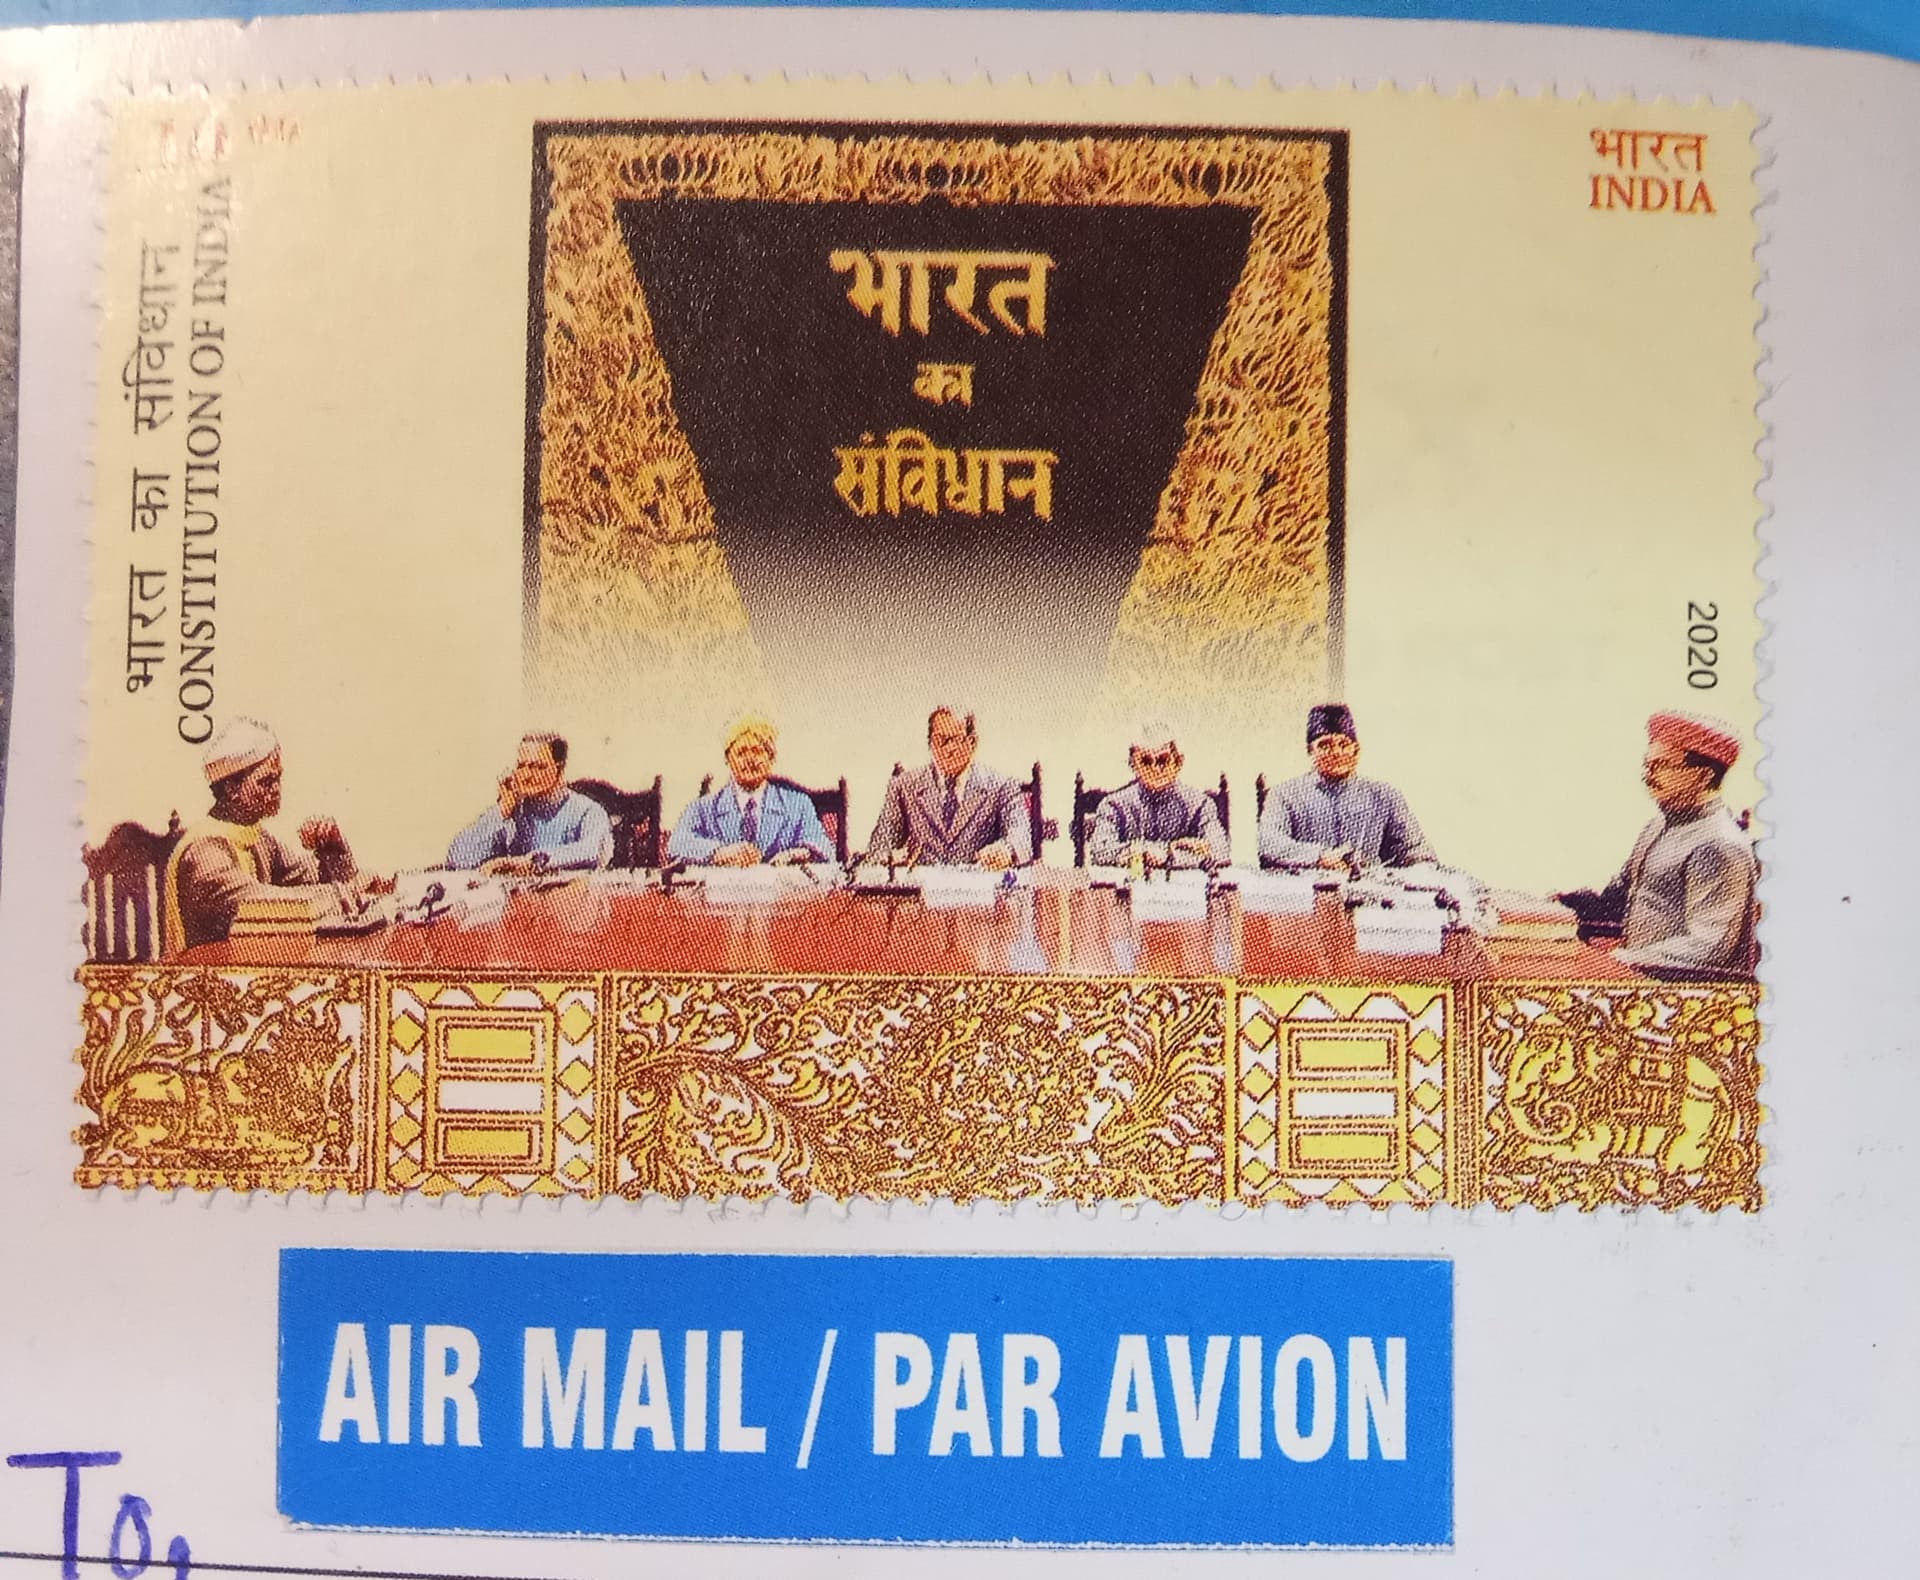 भारत का संविधान
CONSTITUTION OF INDIA
भारत
INDIA
भारत
का
संविधान
2020
AIR MAIL / PAR AVION
To,